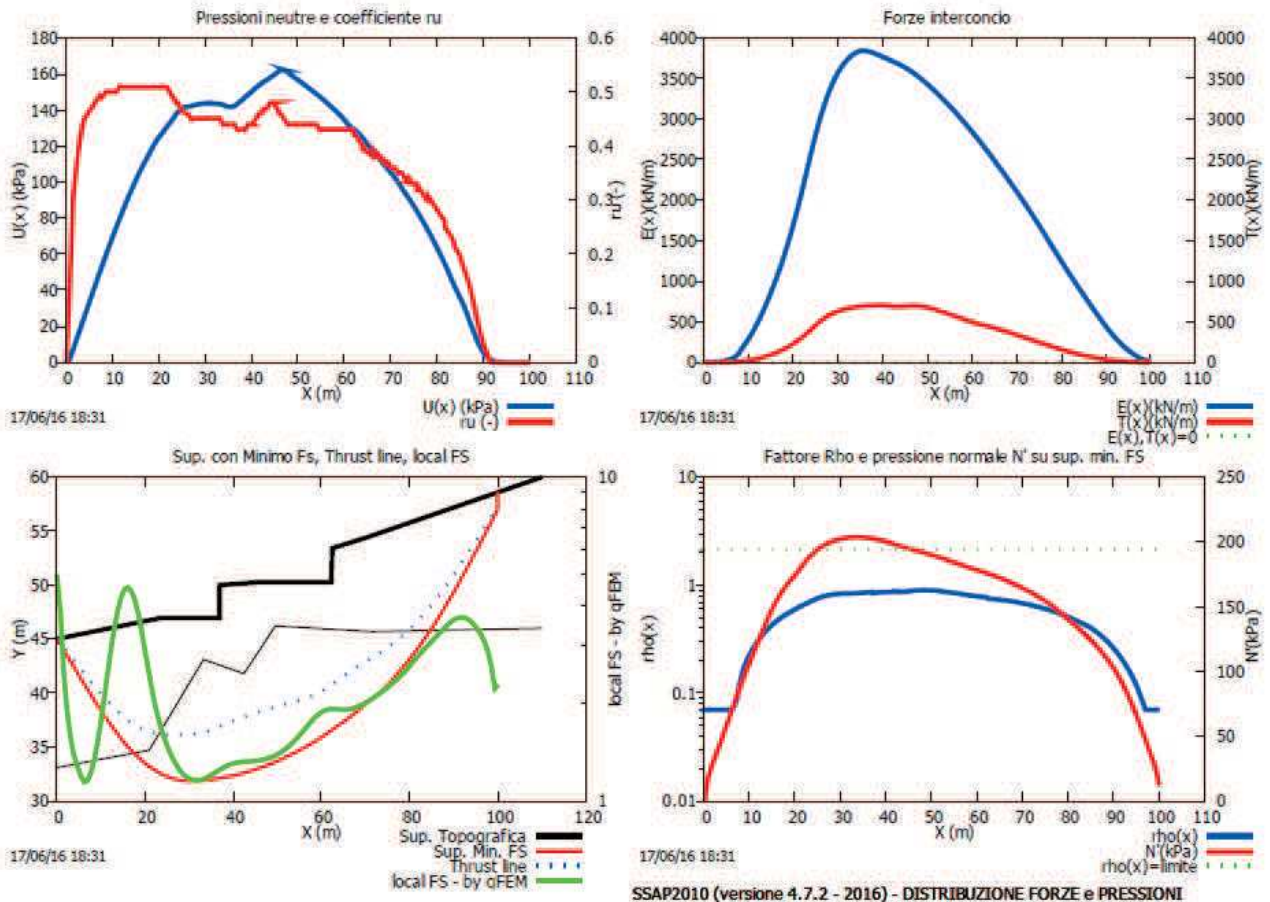 Pressioni neutre e coefficiente ru
180
160
140
120
100
80
60
40
20
0
U(x) (kPa)
0.6
0.5
0.4
0.3
0.2
0.1
0
ru (-)
0 10 20 30 40 50 60 70 80 90 100 110
X (m)
17/06/16 18:31
U(x) (kPa)
ru (-)
Forze interconcio
4000
3500
3000
2500
2000
1500
1000
500
0
E(x)(kN/m)
4000
3500
3000
2500
2000
1500
1000
500
0
T(x)(kN/m)
0 10 20 30 40 50 60 70 80 90 100 110
X (m)
17/06/16 18:31
E(x)(kN/m)
T(x)(kN/m)
E(x),T(x)=0
Sup. con Minimo Fs, Thrust line, local FS
60
55
50
45
40
35
30
Y (m)
10
1
local FS - by qFEM
0 20 40 60 80 100 120
X (m)
17/06/16 18:31
Sup. Topografica
Sup. Min. FS
Thrust line
local FS - by qFEM
Fattore Rho e pressione normale N' su sup. min. FS
10
1
0.1
0.01
rho(x)
250
200
150
100
50
0
N'(kPa)
0 10 20 30 40 50 60 70 80 90 100 110
X (m)
17/06/16 18:31
rho(x)
N'(kPa)
rho(x)=limite
SSAP2010 (versione 4.7.2 - 2016) - DISTRIBUZIONE FORZE e PRESSIONI